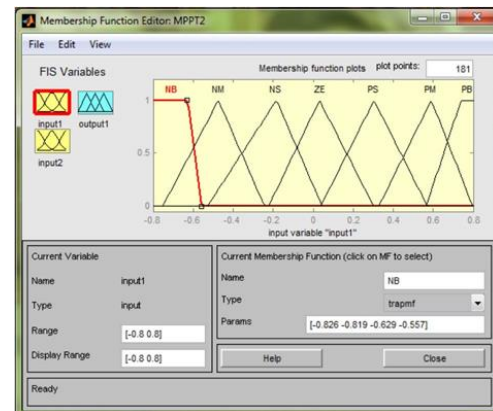 Membership Function Editor: MPPT2
File Edit View
FIS Variables
Membership function plots plot points: 181
input1 output1
input2
NB NM NS ZE PS PM PB
1
0.5
0
-0.8 -0.6 -0.4 -0.2 0 0.2 0.4 0.6 0.8
input variable "input1"
Current Variable
Name input1
Type input
Range [-0.8 0.8]
Display Range [-0.8 0.8]
Current Membership Function (click on MF to select)
Name NB
Type trapmf
Params [-0.826 -0.819 -0.629 -0.557]
Help Close
Ready